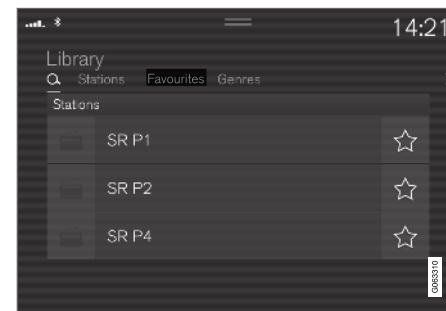 14:21
Library
Stations Favourites Genres
Stations
SR P1
SR P2
SR P4
G063310